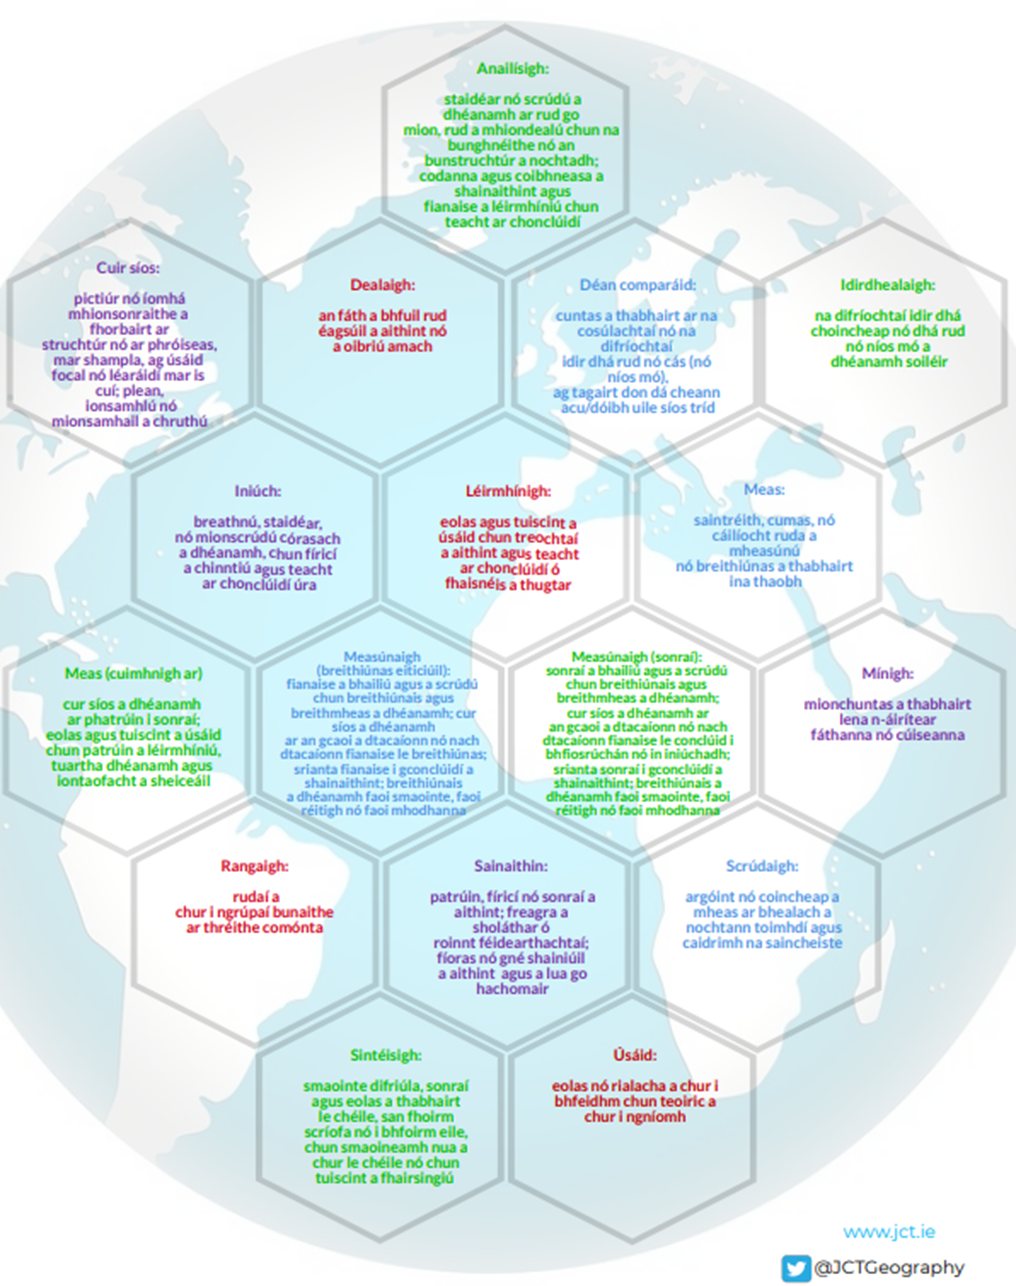 Anailísigh:
staidéar nó scrúdú a
dhéanamh ar rud go
mion, rud a mhiondealú chun na
bunghnéithe nó an
bunstruchtúr a nochtadh;
codanna agus coibhneasa a
shainaithint agus
fianaise a léirmhíniú chun
teacht ar chonclúidí
Cuir síos:
pictiúr nó íomhá
mhionsonraithe a
fhorbairt ar
struchtúr nó ar phróiseas,
mar shampla, ag úsáid
focal nó léaráidí mar is
cuí; plean,
ionsamhlú nó
mionsamhail a chruthú
Dealaigh:
an fáth a bhfuil rud
éagsúil a aithint nó
a oibriú amach
Déan comparáid:
cuntas a thabhairt ar na
cosúlachtaí nó na
difríochtaí
idir dhá rud nó cás (nó
níos mó),
ag tagairt don dá cheann
acu/dóibh uile síos tríd
Idirdhealaigh:
na difríochtaí idir dhá
choincheap nó dhá rud
nó níos mó a
dhéanamh soiléir
Iniúch:
breathnú, staidéar,
nó mionscrúdú córasach
a dhéanamh, chun fíricí
a chinntiú agus teacht
ar chonclúidí úra
Léirmhínigh:
eolas agus tuiscint a
úsáid chun treochtaí
a aithint agus teacht
ar chonclúidí ó
fhaisnéis a thugtar
Meas:
saintréith, cumas, nó
cáilíocht ruda a
mheasúnú
nó breithiúnas a thabhairt
ina thaobh
Meas (cuimhnigh ar)
cur síos a dhéanamh
ar phatrúin i sonraí;
eolas agus tuiscint a úsáid
chun patrúin a léirmhíniú,
tuartha dhéanamh agus
iontaofacht a sheiceáil
Measúnaigh
(breithiúnas eiticiúil):
fianaise a bhailiú agus a scrúdú
chun breithiúnais agus
breithmheas a dhéanamh; cur
síos a dhéanamh
ar an gcaoi a dtacaíonn nó nach
dtacaíonn fianaise le breithiúnas;
srianta fianaise i gconclúidí a
shainaithint; breithiúnais
a dhéanamh faoi smaointe, faoi
réitigh nó faoi mhodhanna
Measúnaigh (sonraí):
sonraí a bhailiú agus a scrúdú
chun breithiúnais agus
breithmheas a dhéanamh;
cur síos a dhéanamh ar
an gcaoi a dtacaíonn nó nach
dtacaíonn fianaise le conclúid i
bhfiosrúchán nó in iniúchadh;
srianta sonraí i gconclúidí a
shainaithint; breithiúnais a
dhéanamh faoi smaointe, faoi
réitigh nó faoi mhodhanna
Mínigh:
mionchuntas a thabhairt
lena n-áirítear
fáthanna nó cúiseanna
Rangaigh:
rudaí a
chur i ngrúpaí bunaithe
ar thréithe comónta
Sainaithin:
patrúin, fíricí nó sonraí a
aithint; freagra a
sholáthar ó
roinnt féidearthachtaí;
fíoras nó gné shainiúil
a aithint agus a lua go
hachomair
Scrúdaigh:
argóint nó coincheap a
mheas ar bhealach a
nochtann toimhdí agus
caidrimh na saincheiste
Sintéisigh:
smaointe difriúla, sonraí
agus eolas a thabhairt
le chéile, san fhoirm
scríofa nó i bhfoirm eile,
chun smaoineamh nua a
chur le chéile nó chun
tuiscint a fhairsingiú
Úsáid:
eolas nó rialacha a chur i
bhfeidhm chun teoiric a
chur i ngníomh
www.jct.ie
@JCTGeography